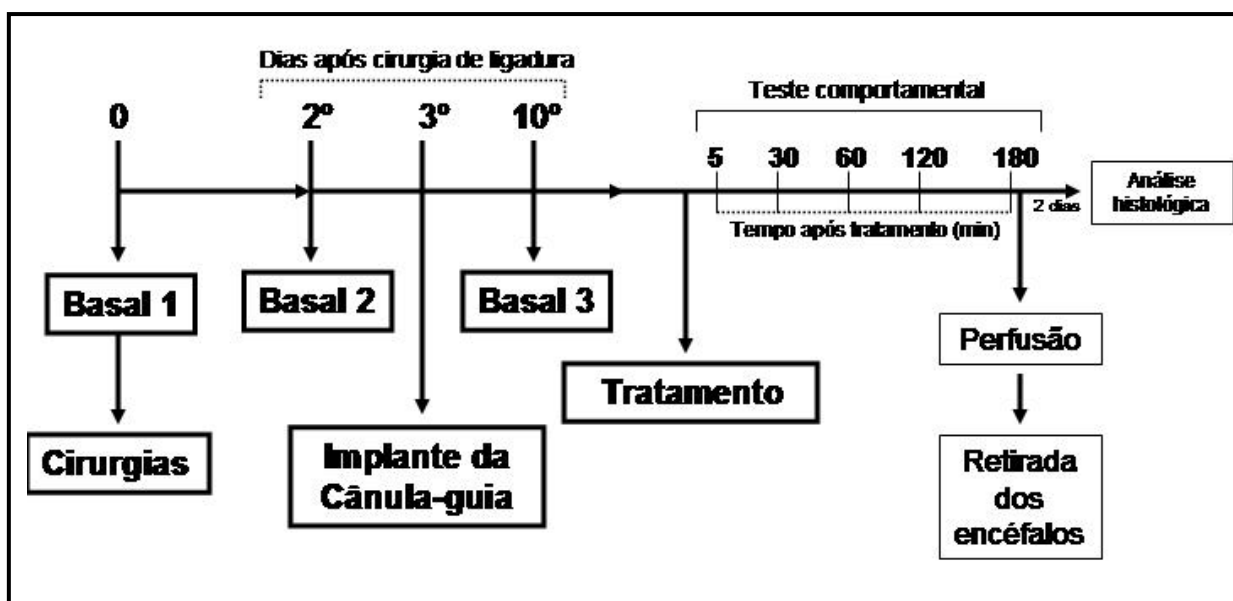 Dias após cirurgia de ligadura
0
2º
3º
10º
Teste comportamental
5 30 60 120 180
Tempo após tratamento (min)
2 dias
Análise
histológica
Basal 1
Basal 2
Basal 3
Tratamento
Perfusão
Cirurgias
Implante da
Cânula-guia
Retirada
dos
encéfalos